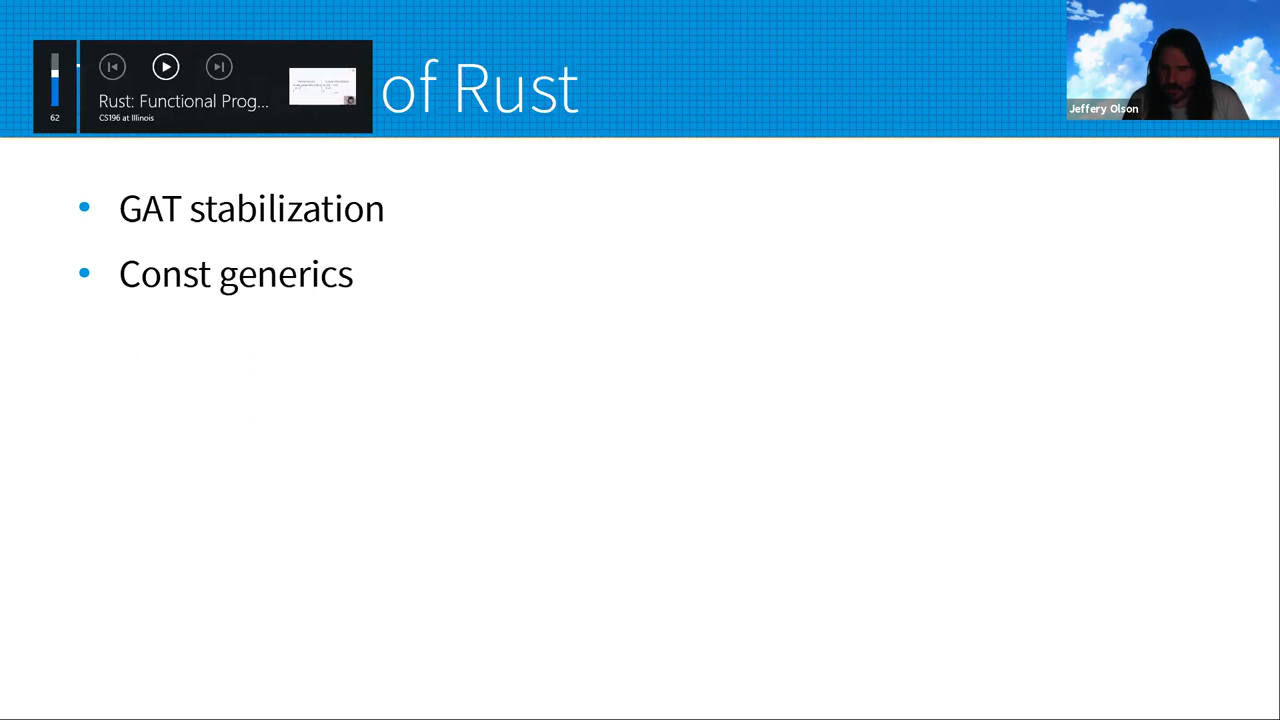 of Rust
Rust: Functional Prog...
CS196 at Illinois
62
Jeffery Olson
• GAT stabilization
• Const generics